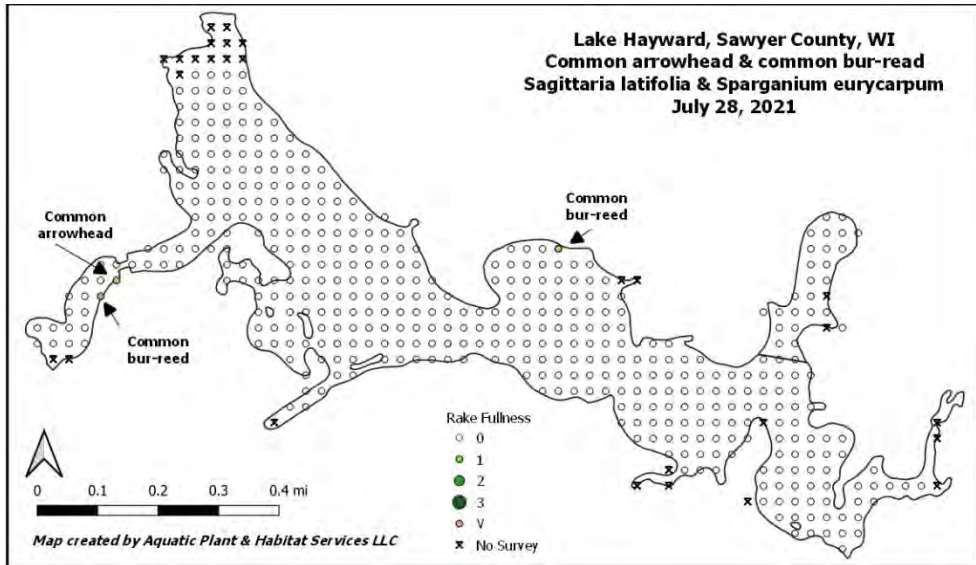 Lake Hayward, Sawyer County, WI
Common arrowhead & common bur-read
Sagittaria latifolia & Sparganium eurycarpum
July 28, 2021
Common
bur-reed
Common
arrowhead
Common
bur-reed
Rake Fullness
0
1
2
3
V
No Survey
0 0.1 0.2 0.3 0.4 mi
Map created by Aquatic Plant & Habitat Services LLC